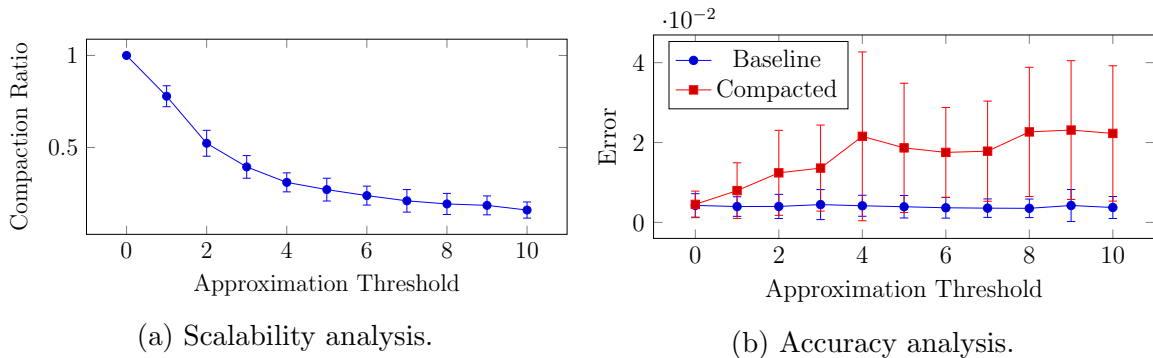 1
0.5
0 2 4 6 8 10
Compaction Ratio
Approximation Threshold
(a) Scalability analysis.
·10−2
4
2
0
0 2 4 6 8 10
Error
Baseline
Compacted
Approximation Threshold
(b) Accuracy analysis.